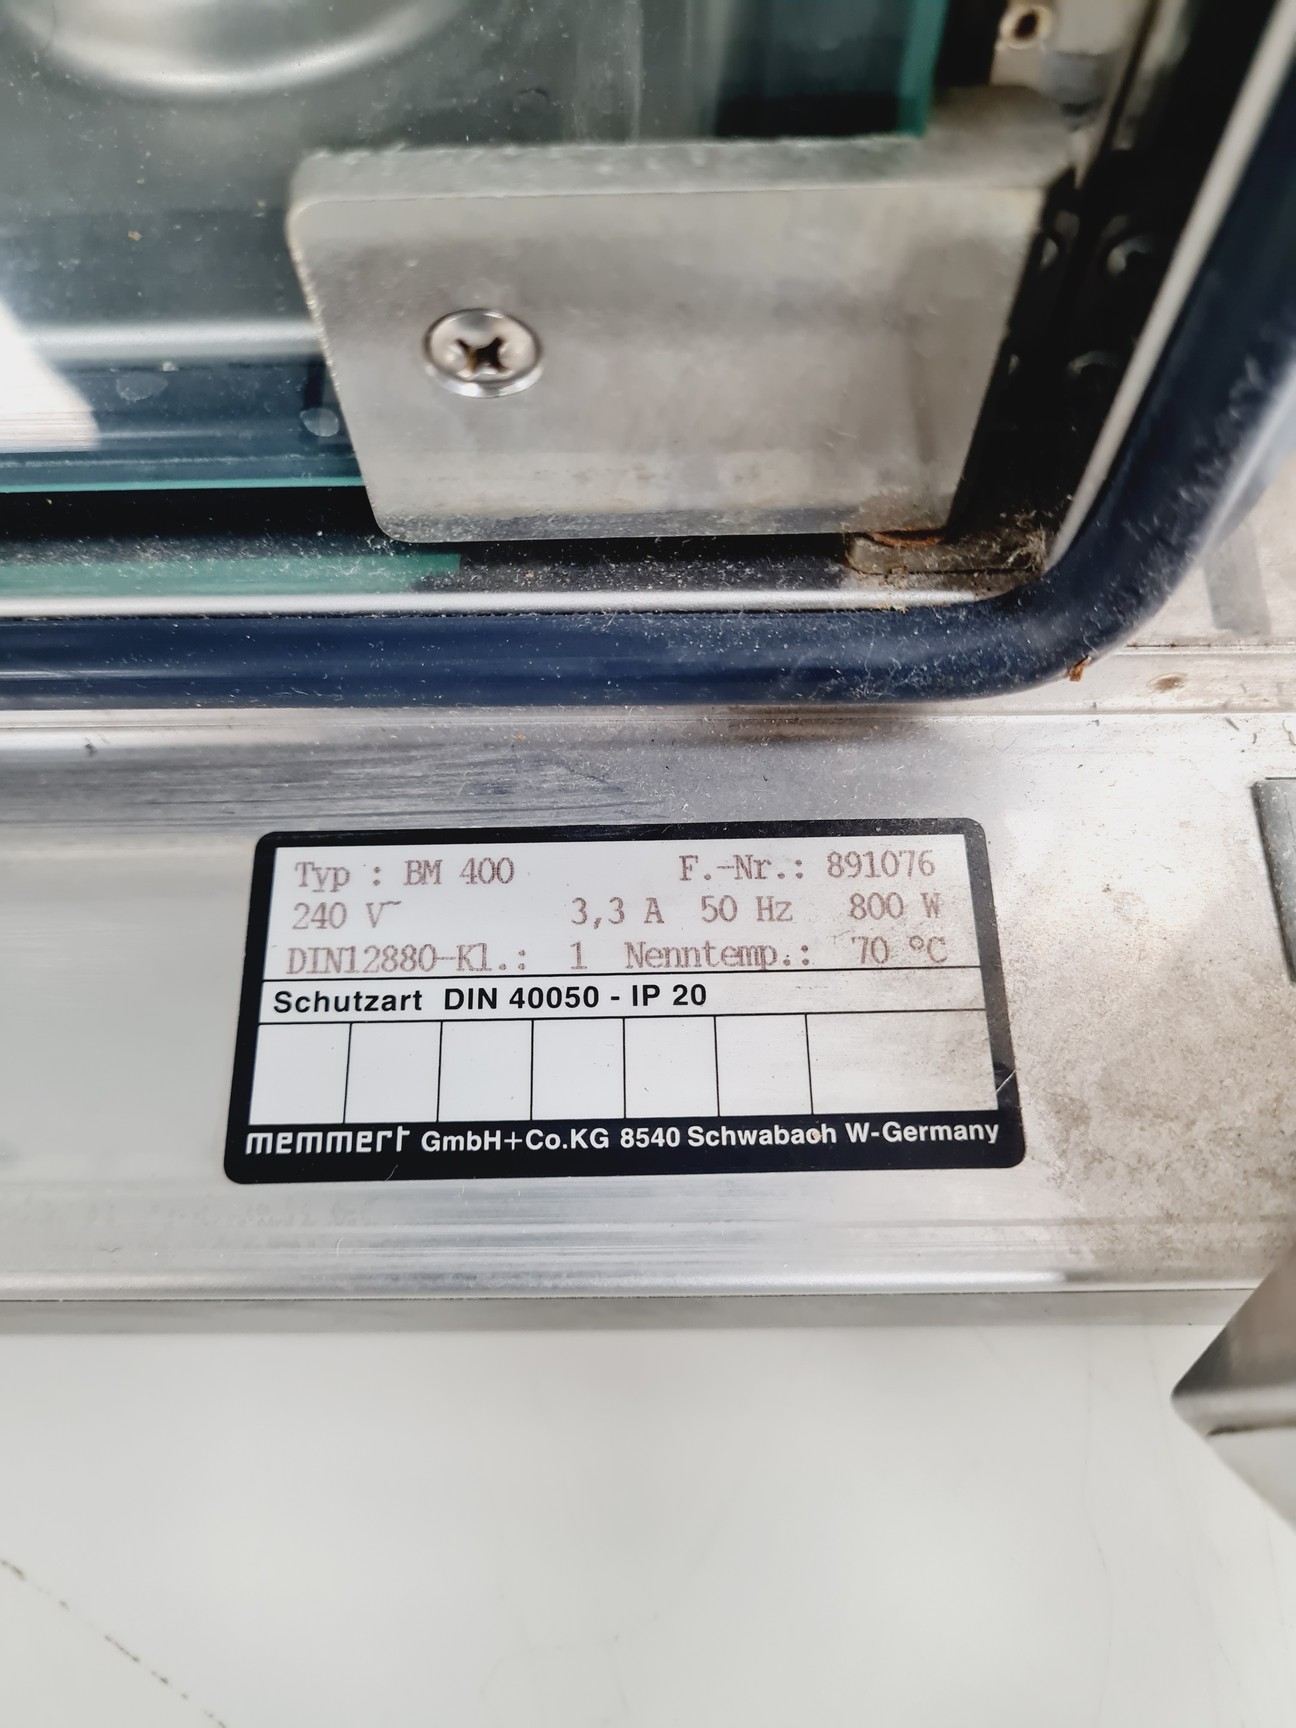 Typ : BM 400 F.-Nr.: 891076
240 V~ 3,3 A 50 Hz 800 W
DIN12880-Kl.: 1 Nenntemp.: 70 °C
Schutzart DIN 40050 - IP 20
memmert GmbH+Co.KG 8540 Schwabach W-Germany